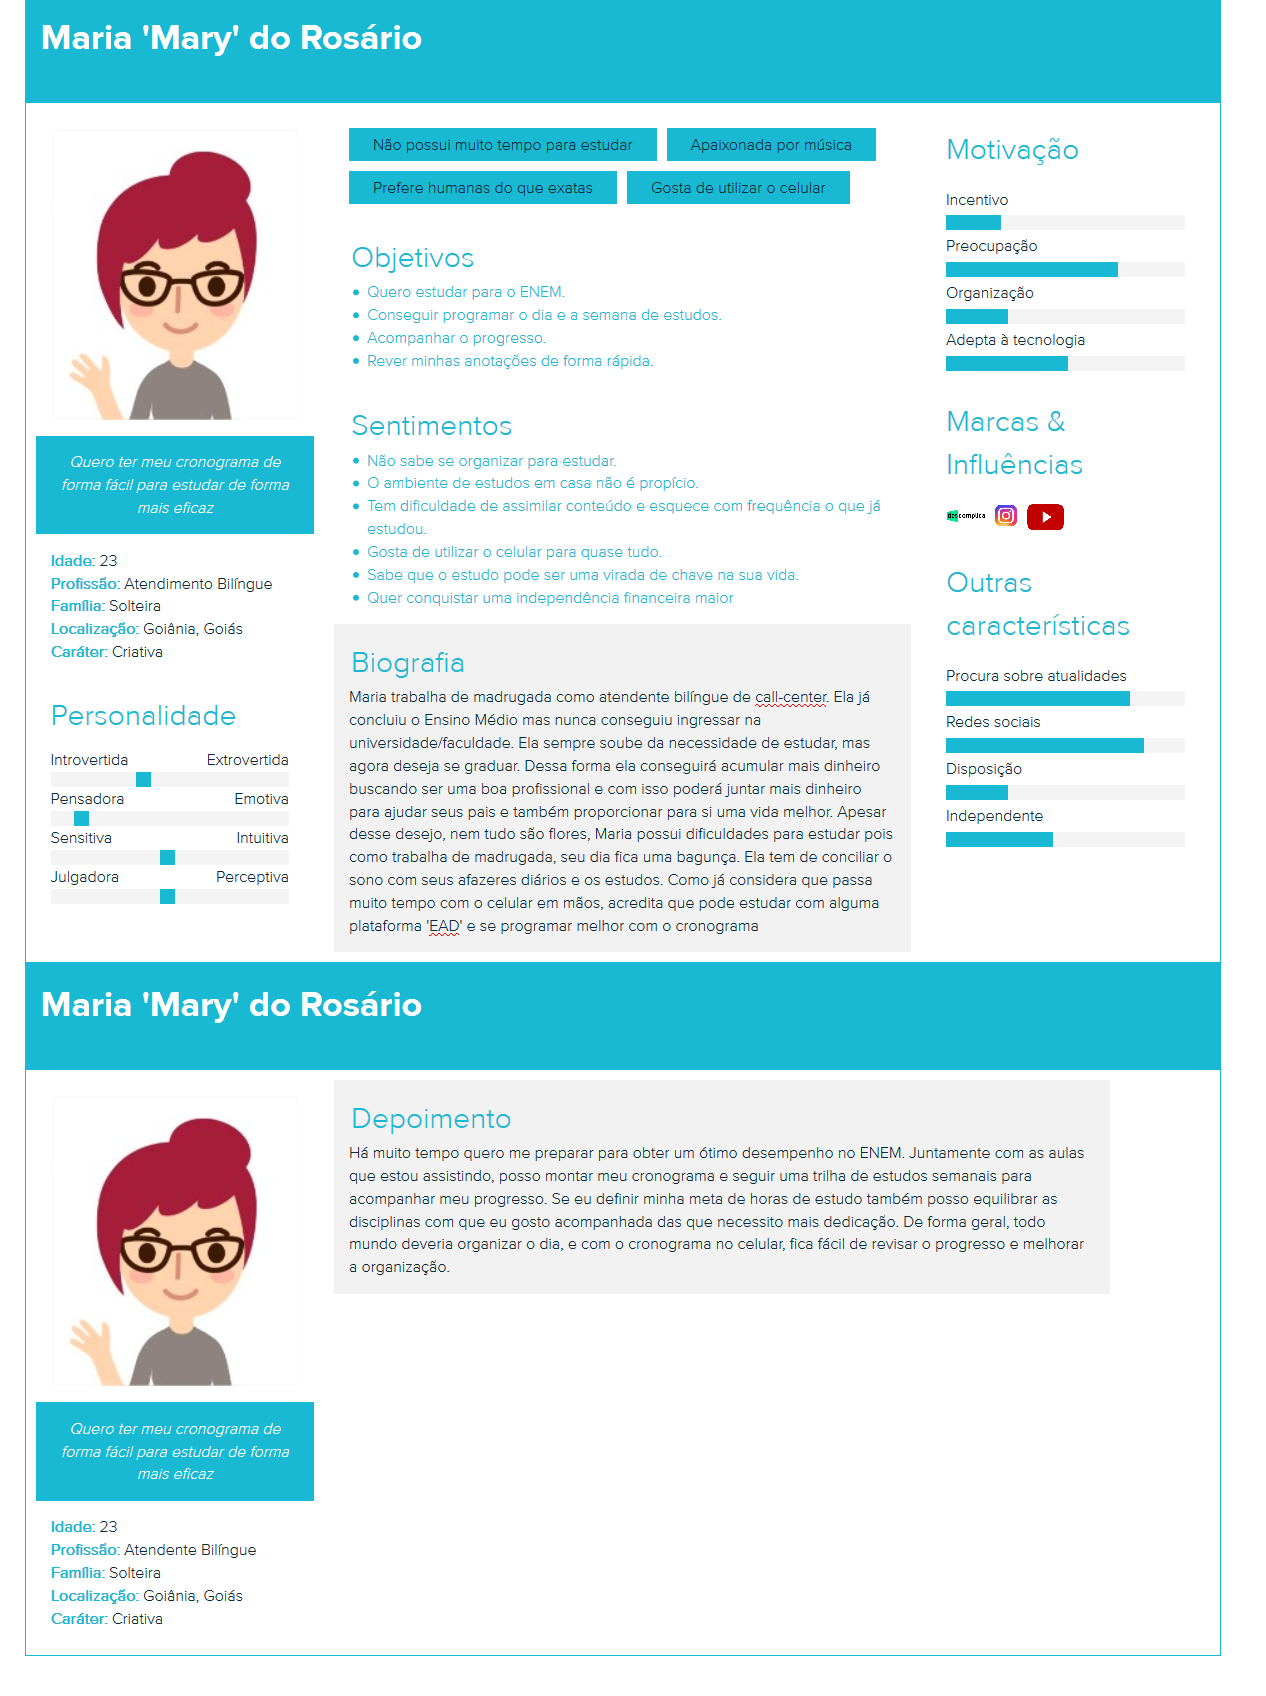 Maria 'Mary' do Rosário
Quero ter meu cronograma de
forma fácil para estudar de forma
mais eficaz
Idade: 23
Profissão: Atendimento Bilíngue
Família: Solteira
Localização: Goiânia, Goiás
Caráter: Criativa
Personalidade
Introvertida Extrovertida
Pensadora Emotiva
Sensitiva Intuitiva
Julgadora Perceptiva
Não possui muito tempo para estudar Apaixonada por música
Prefere humanas do que exatas Gosta de utilizar o celular
Objetivos
• Quero estudar para o ENEM.
• Conseguir programar o dia e a semana de estudos.
• Acompanhar o progresso.
• Rever minhas anotações de forma rápida.
Sentimentos
• Não sabe se organizar para estudar.
• O ambiente de estudos em casa não é propício.
• Tem dificuldade de assimilar conteúdo e esquece com frequência o que já
estudou.
• Gosta de utilizar o celular para quase tudo.
• Sabe que o estudo pode ser uma virada de chave na sua vida.
• Quer conquistar uma independência financeira maior
Biografia
Maria trabalha de madrugada como atendente bilíngue de call-center. Ela já
concluiu o Ensino Médio mas nunca conseguiu ingressar na
universidade/faculdade. Ela sempre soube da necessidade de estudar, mas
agora deseja se graduar. Dessa forma ela conseguirá acumular mais dinheiro
buscando ser uma boa profissional e com isso poderá juntar mais dinheiro
para ajudar seus pais e também proporcionar para si uma vida melhor. Apesar
desse desejo, nem tudo são flores, Maria possui dificuldades para estudar pois
como trabalha de madrugada, seu dia fica uma bagunça. Ela tem de conciliar o
sono com seus afazeres diários e os estudos. Como já considera que passa
muito tempo com o celular em mãos, acredita que pode estudar com alguma
plataforma 'EAD' e se programar melhor com o cronograma
Motivação
Incentivo
Preocupação
Organização
Adepta à tecnologia
Marcas &
Influências
descomplica
Outras
características
Procura sobre atualidades
Redes sociais
Disposição
Independente
Maria 'Mary' do Rosário
Quero ter meu cronograma de
forma fácil para estudar de forma
mais eficaz
Idade: 23
Profissão: Atendente Bilíngue
Família: Solteira
Localização: Goiânia, Goiás
Caráter: Criativa
Depoimento
Há muito tempo quero me preparar para obter um ótimo desempenho no ENEM. Juntamente com as aulas
que estou assistindo, posso montar meu cronograma e seguir uma trilha de estudos semanais para
acompanhar meu progresso. Se eu definir minha meta de horas de estudo também posso equilibrar as
disciplinas com que eu gosto acompanhada das que necessito mais dedicação. De forma geral, todo
mundo deveria organizar o dia, e com o cronograma no celular, fica fácil de revisar o progresso e melhorar
a organização.